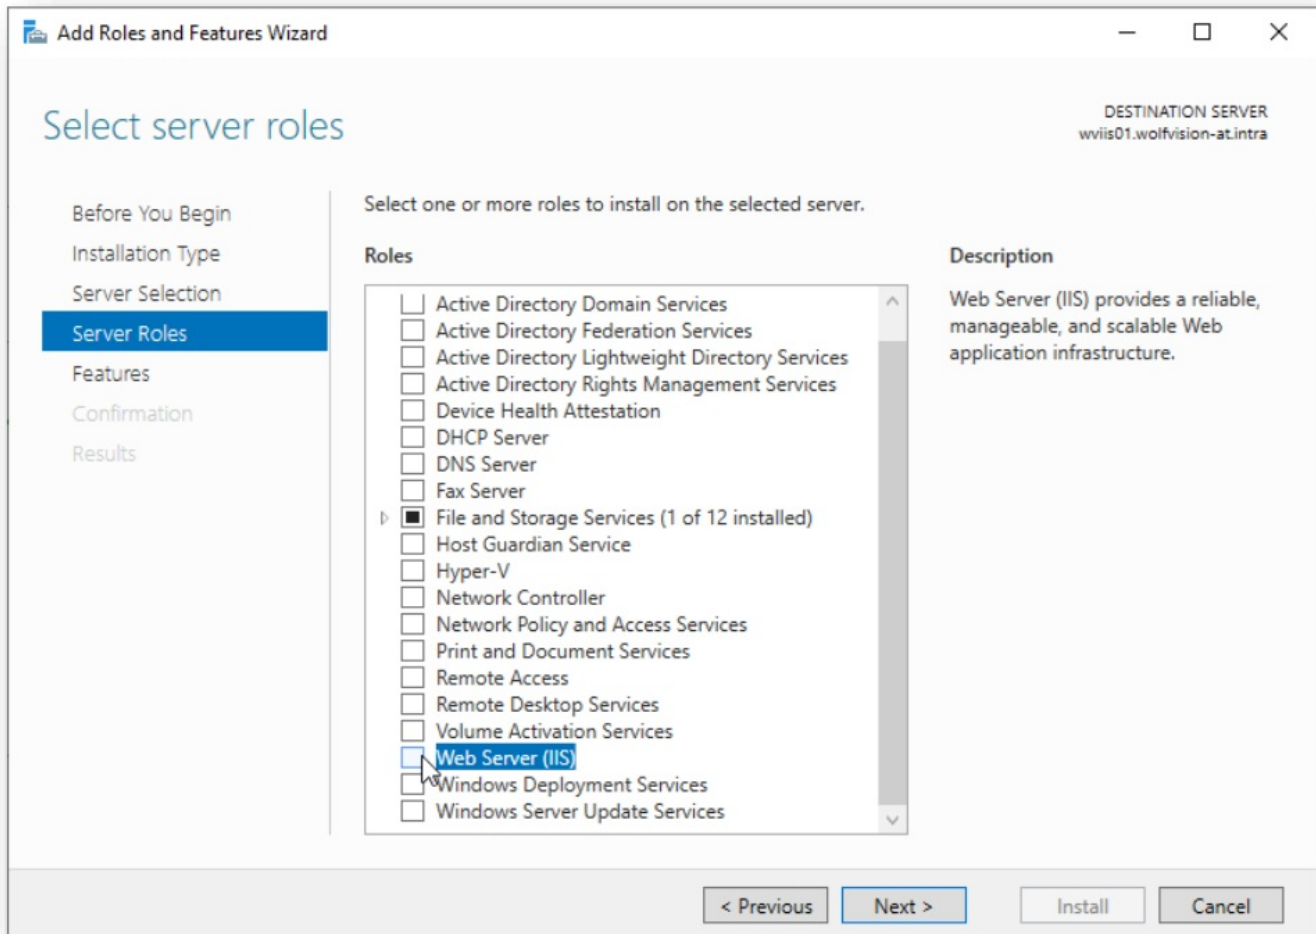 Add Roles and Features Wizard
Select server roles
DESTINATION SERVER
wviis01.wolfvision-at.intra
Before You Begin
Installation Type
Server Selection
Server Roles
Features
Confirmation
Results
Select one or more roles to install on the selected server.
Roles
Active Directory Domain Services
Active Directory Federation Services
Active Directory Lightweight Directory Services
Active Directory Rights Management Services
Device Health Attestation
DHCP Server
DNS Server
Fax Server
File and Storage Services (1 of 12 installed)
Host Guardian Service
Hyper-V
Network Controller
Network Policy and Access Services
Print and Document Services
Remote Access
Remote Desktop Services
Volume Activation Services
Web Server (IIS)
Windows Deployment Services
Windows Server Update Services
Description
Web Server (IIS) provides a reliable,
manageable, and scalable Web
application infrastructure.
< Previous
Next >
Install
Cancel